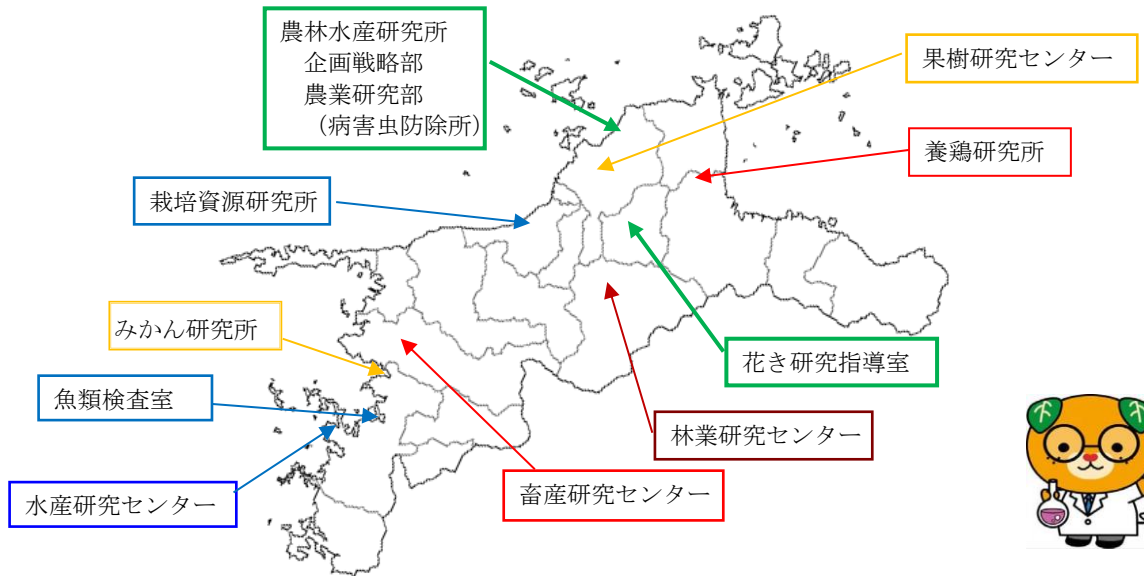 農林水産研究所
企画戦略部
農業研究部
（病害虫防除所）
果樹研究センター
養鶏研究所
栽培資源研究所
みかん研究所
花き研究指導室
魚類検査室
林業研究センター
水産研究センター
畜産研究センター